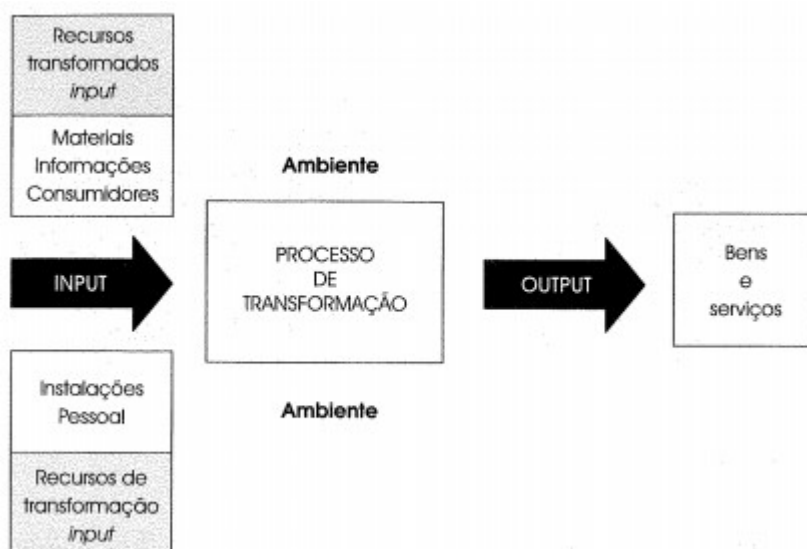 Recursos
transformados
input
Materiais
Informações
Consumidores
INPUT
Instalações
Pessoal
Recursos de
transformação
input
Ambiente
PROCESSO
DE
TRANSFORMAÇÃO
Ambiente
OUTPUT
Bens
e
serviços